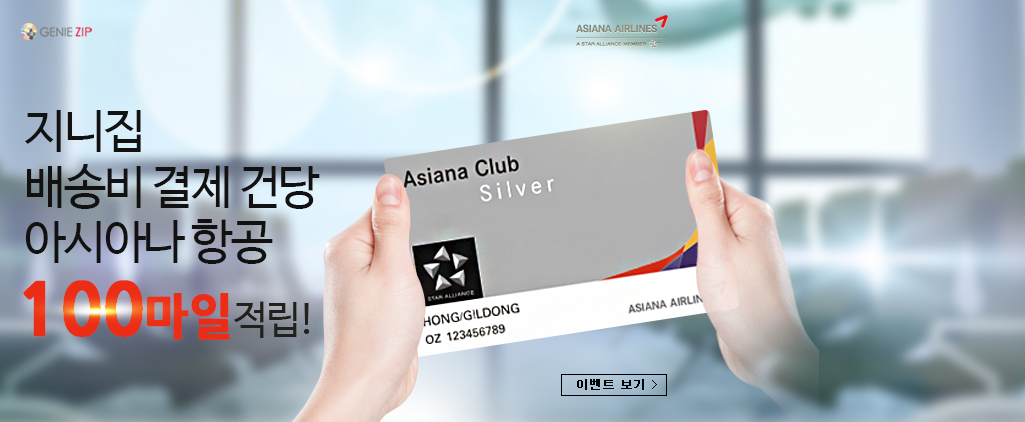 GENIE ZIP
ASIANA AIRLINES
A STAR ALLIANCE MEMBER
지니집
배송비 결제 건당
아시아나 항공
100마일적립!
Asiana Club
Silver
STAR ALLIANCE
HONG/GILDONG
OZ 123456789
ASIANA AIRLIN
이벤트 보기 >